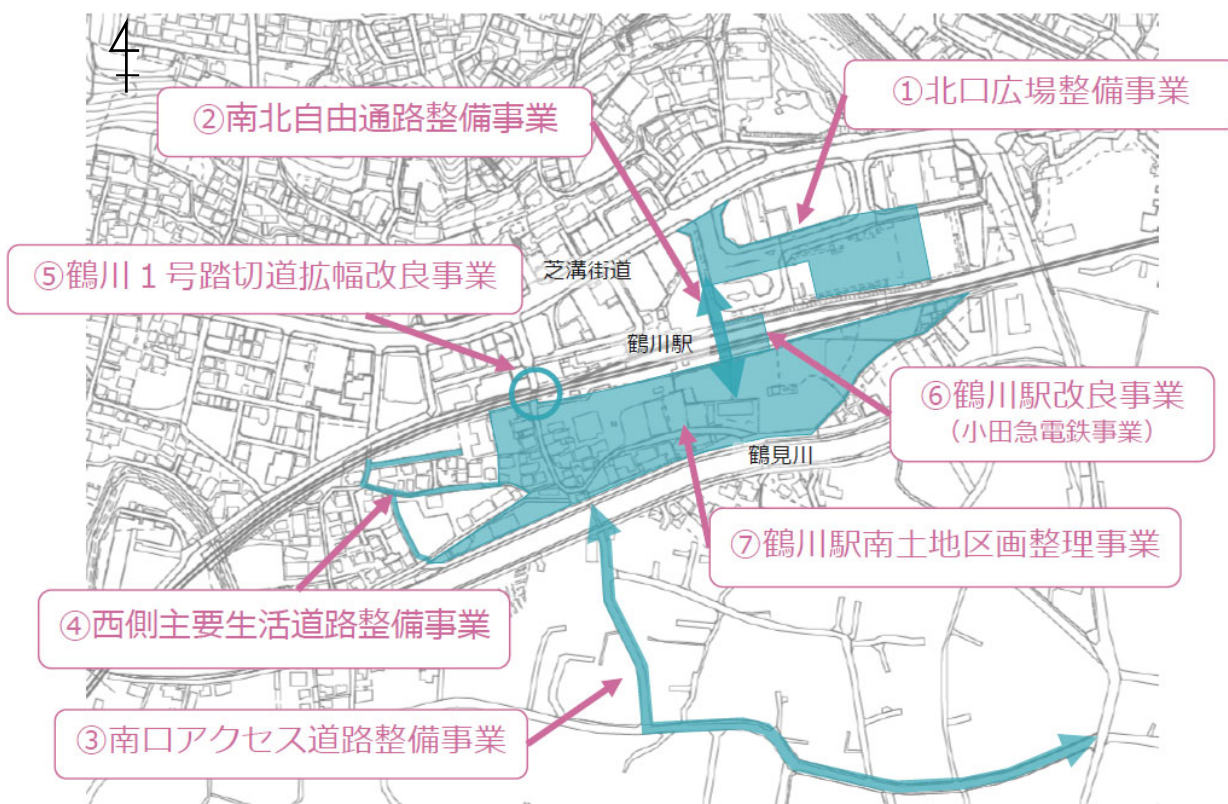 ①北口広場整備事業
②南北自由通路整備事業
芝溝街道
⑤鶴川1号踏切道拡幅改良事業
鶴川駅
⑥鶴川駅改良事業
(小田急電鉄事業)
鶴見川
⑦鶴川駅南土地区画整理事業
④西側主要生活道路整備事業
③南口アクセス道路整備事業